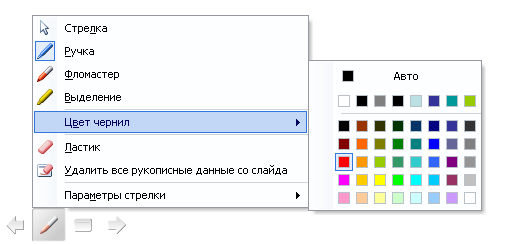 Стрелка
Ручка
Фломастер
Выделение
Цвет чернил
Авто
Ластик
Удалить все рукописные данные со слайда
Параметры стрелки